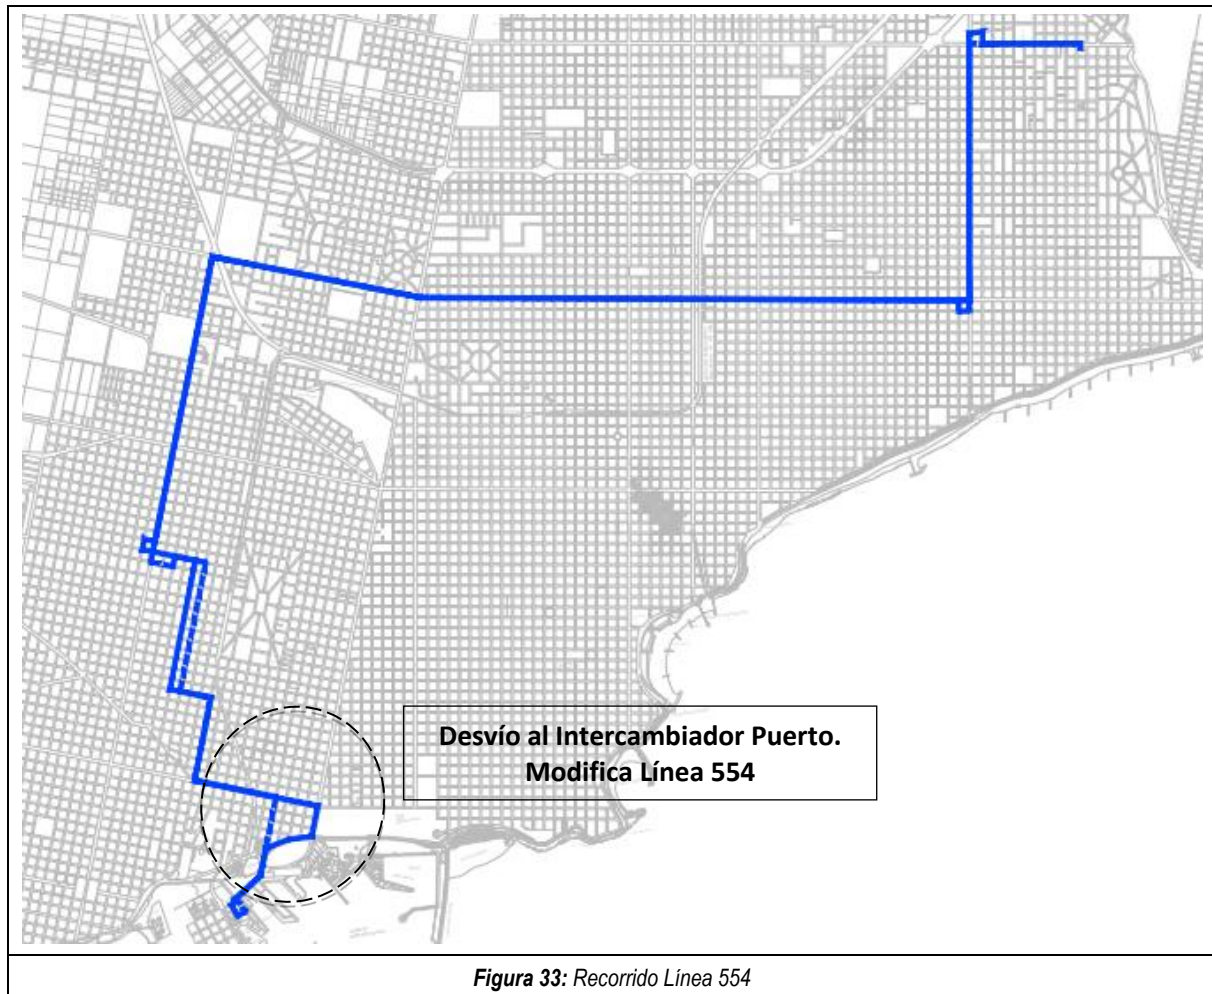 Desvío al Intercambiador Puerto.
Modifica Línea 554
Figura 33: Recorrido Línea 554